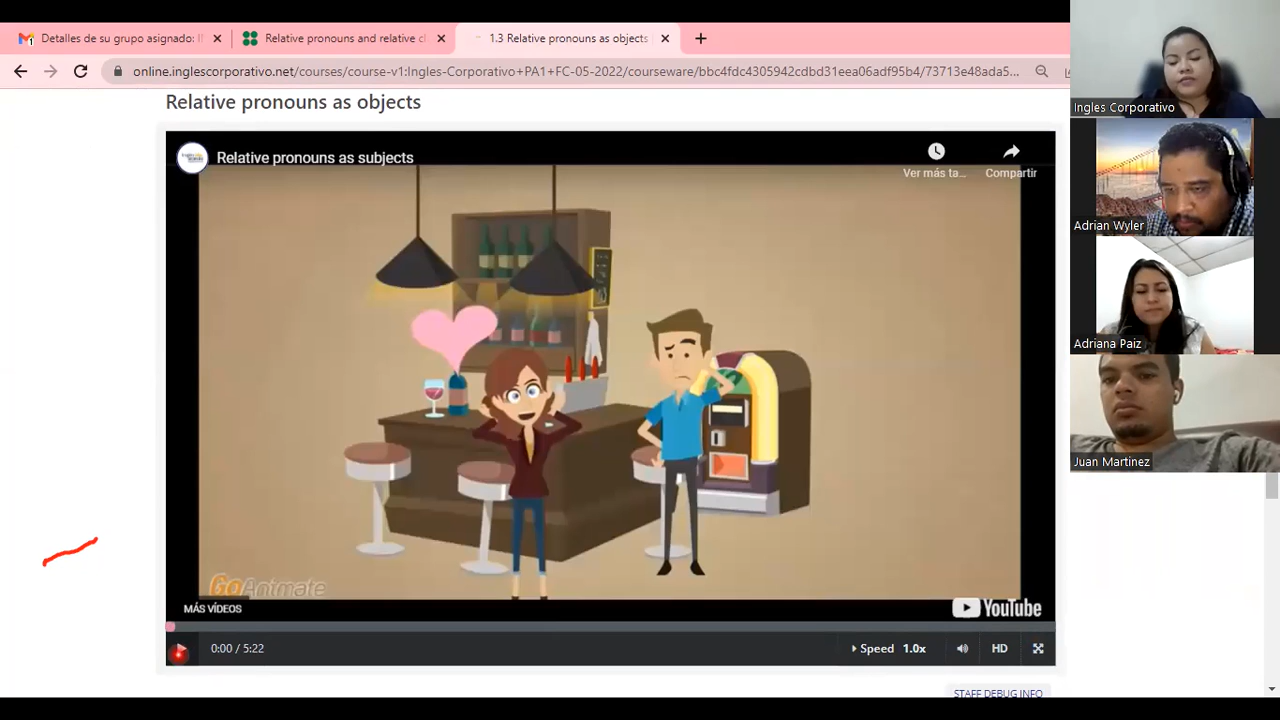 Detalles de su grupo asignado: I
Relative pronouns and relative cl
1.3 Relative pronouns as objects
online.inglescorporativo.net/courses/course-v1:Ingles-Corporativo+PA1+FC-05-2022/courseware/bbc4fdc4305942cdbd31eea06adf95b4/73713e48ada5...
Relative pronouns as objects
Relative pronouns as subjects
Ver más ta...
Compartir
GoAnimate
MÁS VÍDEOS
YouTube
0:00 / 5:22
Speed 1.0x
HD
STAFF DEBUG INFO
Ingles Corporativo
Adrian Wyler
Adriana Paiz
Juan Martinez